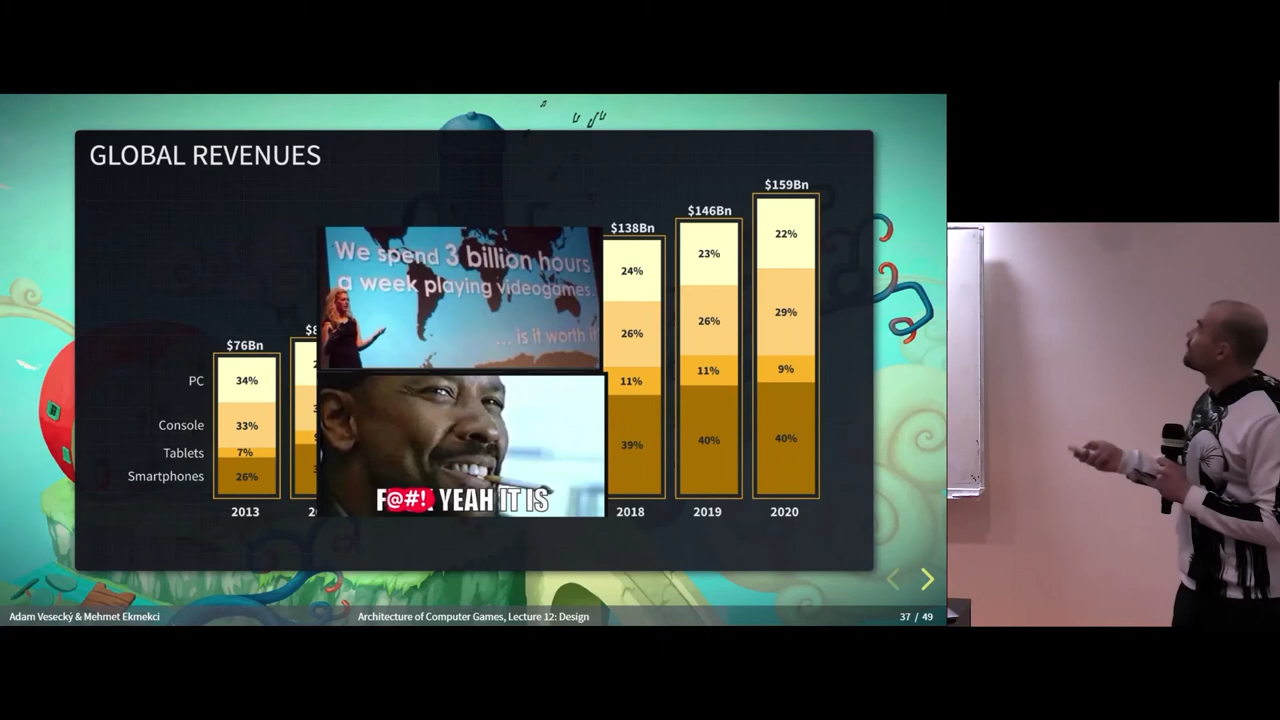 GLOBAL REVENUES
$159Bn
$146Bn
$138Bn
22%
23%
24%
We spend 3 billion hours
a week playing videogames.
... is it worth it
29%
26%
26%
$76Bn
PC
34%
Console
33%
Tablets
7%
Smartphones
26%
9%
11%
11%
40%
40%
39%
YEAH IT IS
2013
2018
2019
2020
Adam Vesecký & Mehmet Ekmekci
Architecture of Computer Games, Lecture 12: Design
37 / 49